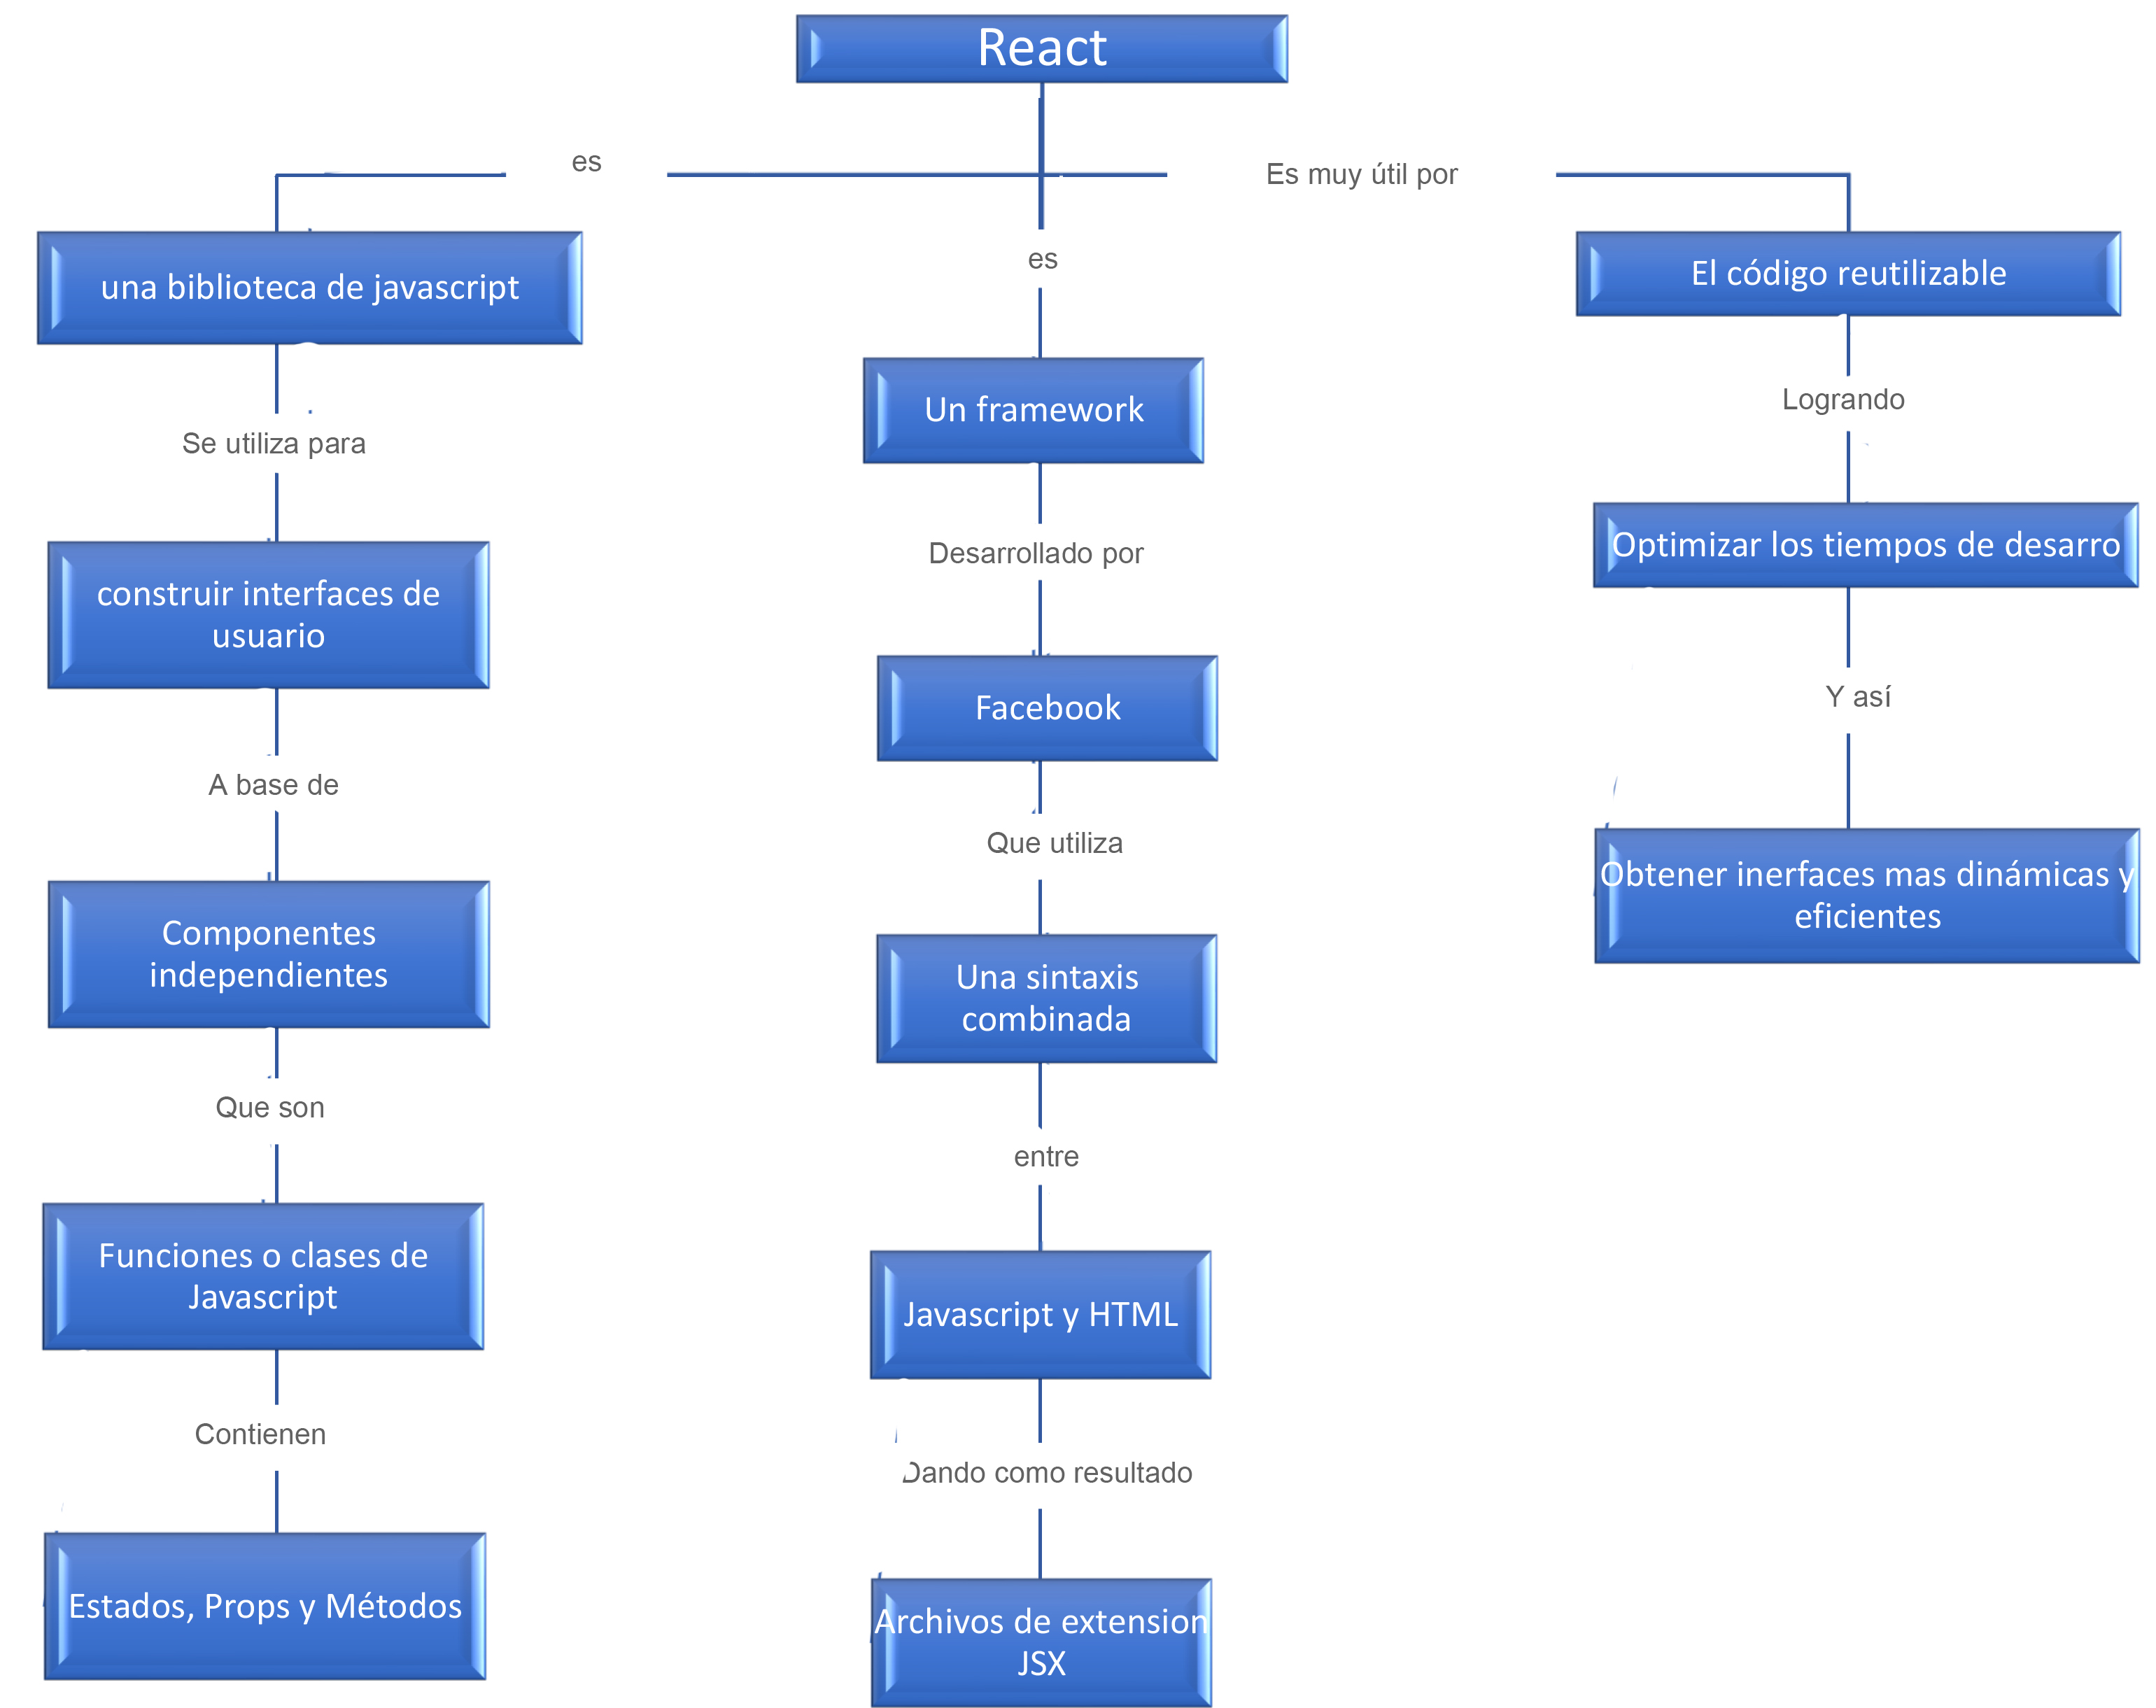 React
es
Es muy útil por
es
una biblioteca de javascript
Se utiliza para
construir interfaces de
usuario
A base de
Componentes
independientes
Que son
Funciones o clases de
Javascript
Contienen
Estados, Props y Métodos
Un framework
Desarrollado por
Facebook
Que utiliza
Una sintaxis
combinada
entre
Javascript y HTML
Dando como resultado
Archivos de extension
JSX
El código reutilizable
Logrando
Optimizar los tiempos de desarro
Y así
Obtener inerfaces mas dinámicas y
eficientes